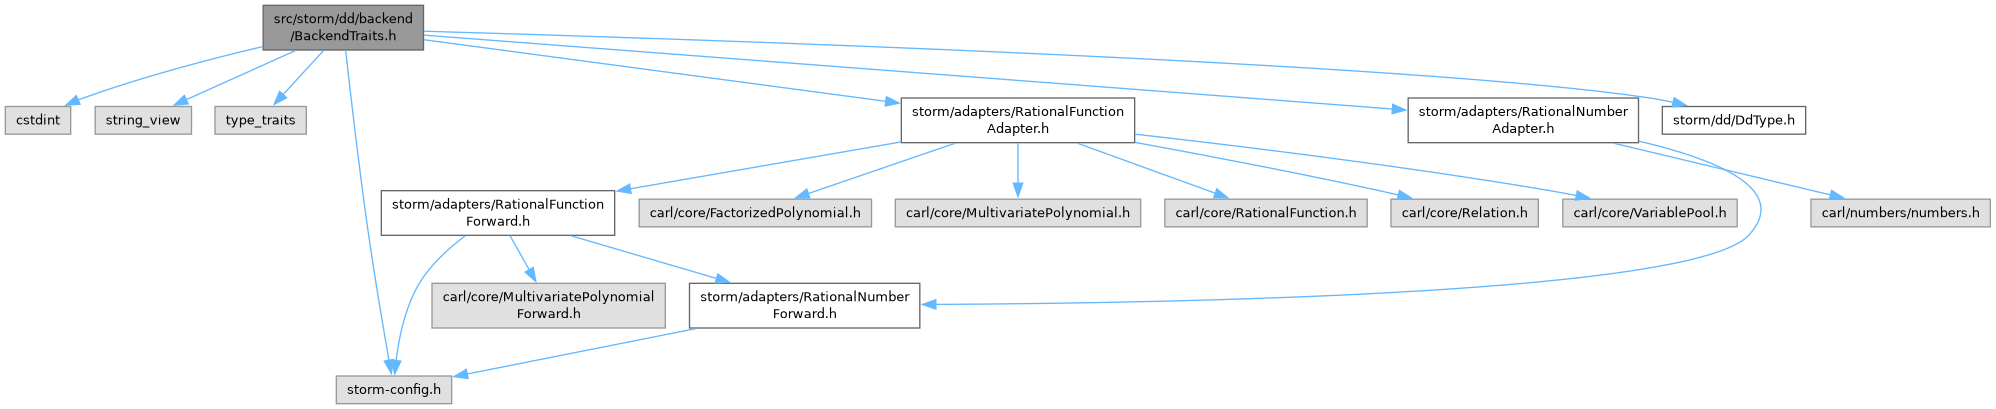 src/storm/dd/backend
/BackendTraits.h
cstdint
string_view
type_traits
storm/adapters/RationalFunction
Adapter.h
storm/adapters/RationalNumber
Adapter.h
storm/dd/DdType.h
storm/adapters/RationalFunction
Forward.h
carl/core/FactorizedPolynomial.h
carl/core/MultivariatePolynomial.h
carl/core/RationalFunction.h
carl/core/Relation.h
carl/core/VariablePool.h
carl/numbers/numbers.h
carl/core/MultivariatePolynomial
Forward.h
storm/adapters/RationalNumber
Forward.h
storm-config.h